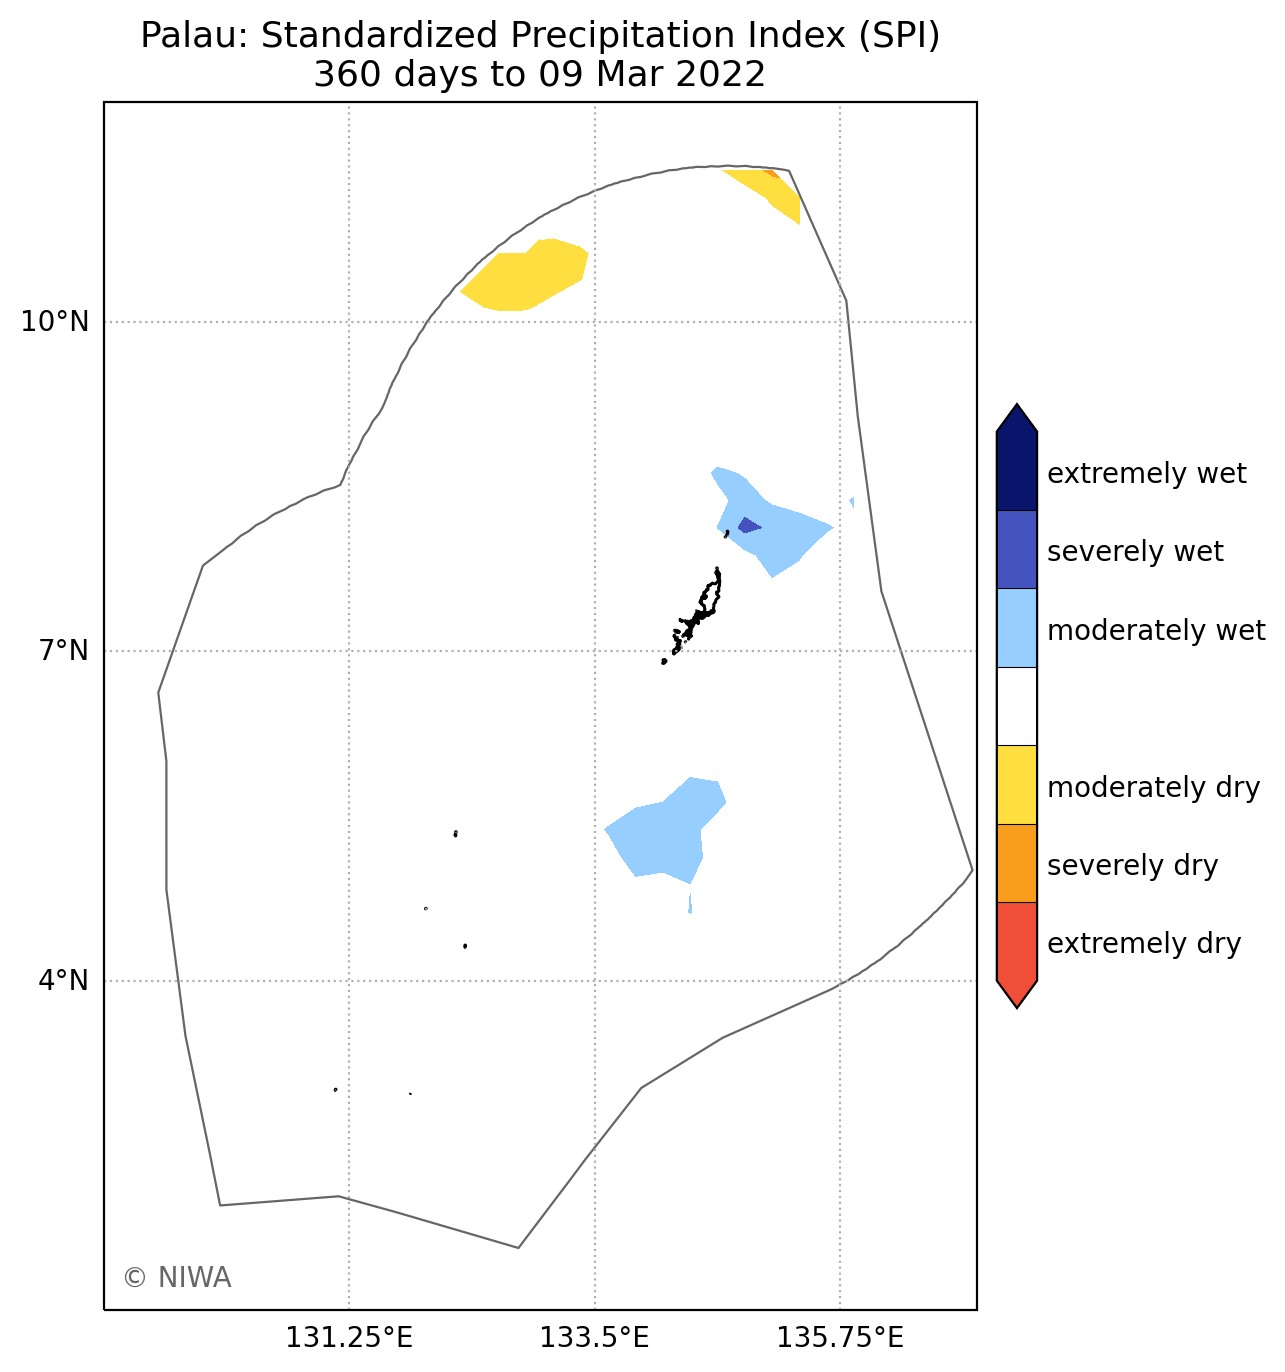 Palau: Standardized Precipitation Index (SPI)
360 days to 09 Mar 2022
10°N
7°N
4°N
131.25°E
133.5°E
135.75°E
extremely wet
severely wet
moderately wet
moderately dry
severely dry
extremely dry
© NIWA